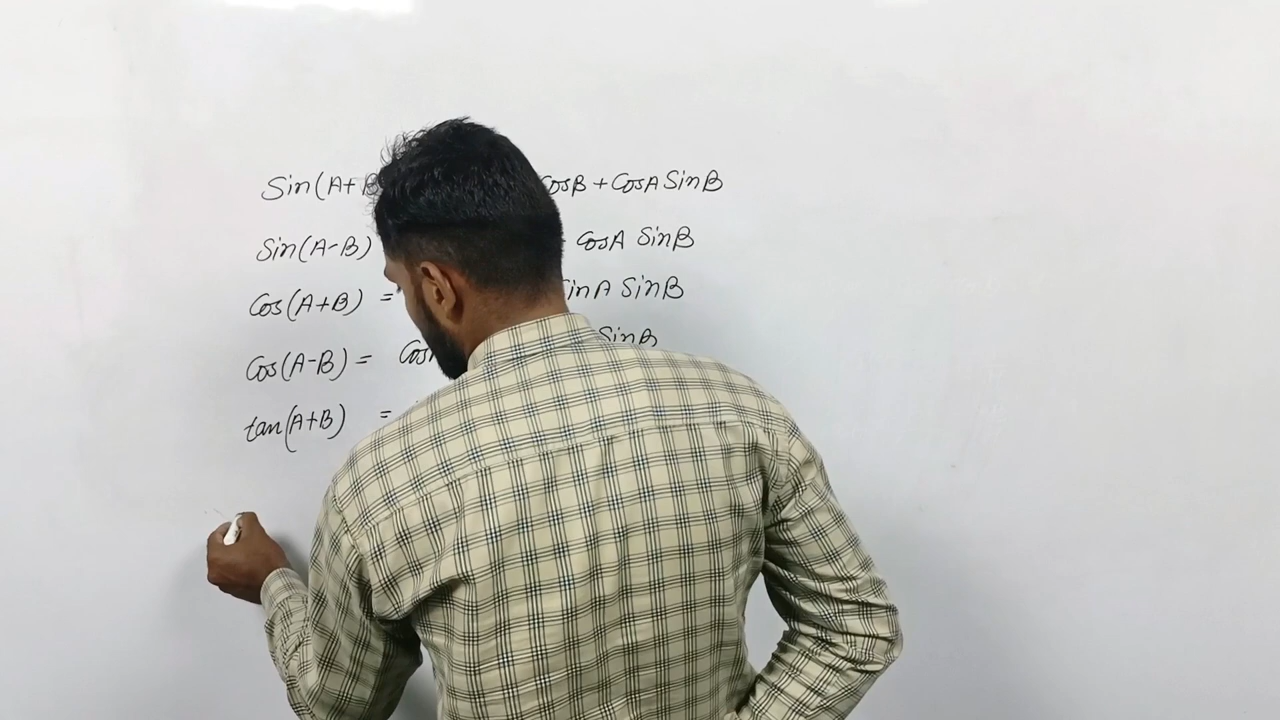 Sin(A+B CosB + CosA SinB
Sin(A-B) CosA SinB
Cos(A+B) = SinA SinB
Cos(A-B) = Cos SinB
tan(A+B) =